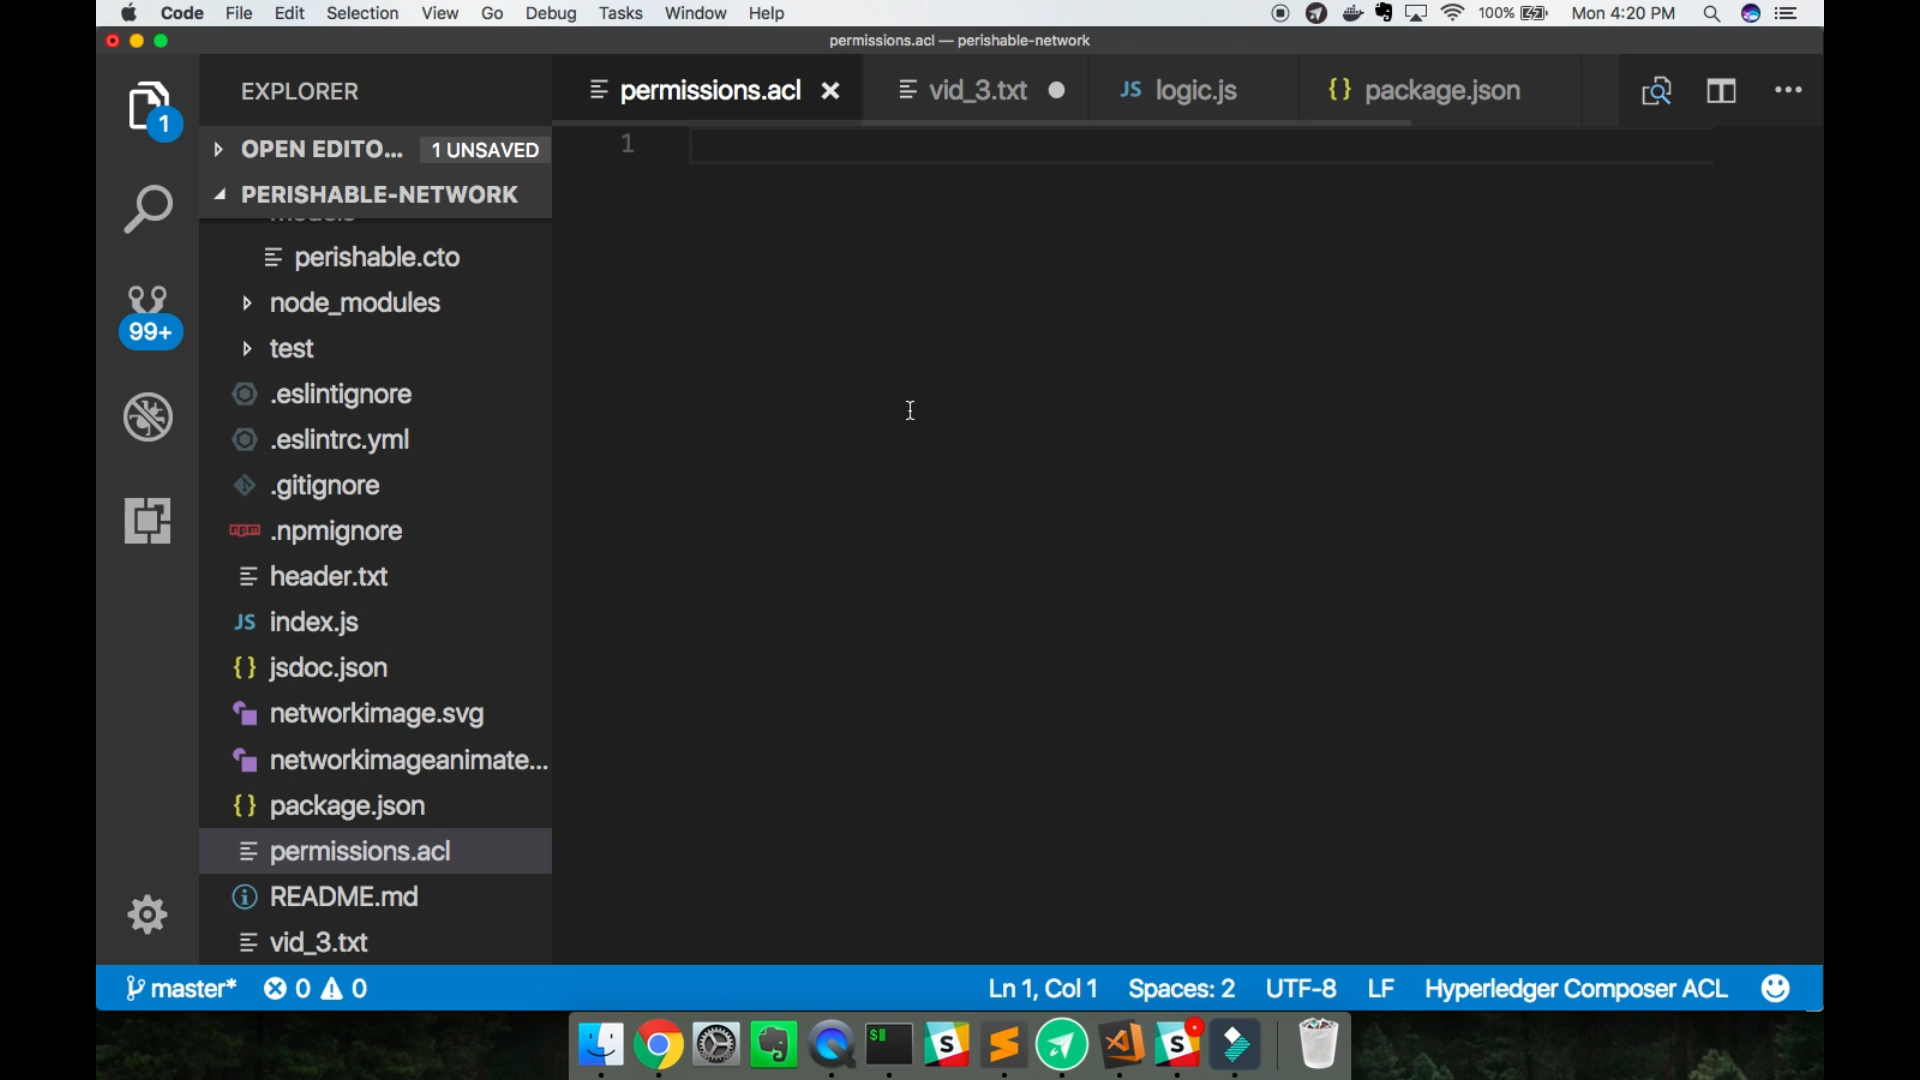 Code File Edit Selection View Go Debug Tasks Window Help 100% Mon 4:20 PM
permissions.acl — perishable-network
EXPLORER
permissions.acl vid_3.txt JS logic.js {} package.json
1
OPEN EDITO... 1 UNSAVED
1
PERISHABLE-NETWORK
models
perishable.cto
node_modules
99+
test
.eslintignore
.eslintrc.yml
.gitignore
npm .npmignore
header.txt
JS index.js
{} jsdoc.json
networkimage.svg
networkimageanimate...
{} package.json
permissions.acl
README.md
vid_3.txt
master* 0 0 Ln 1, Col 1 Spaces: 2 UTF-8 LF Hyperledger Composer ACL
$ S S S